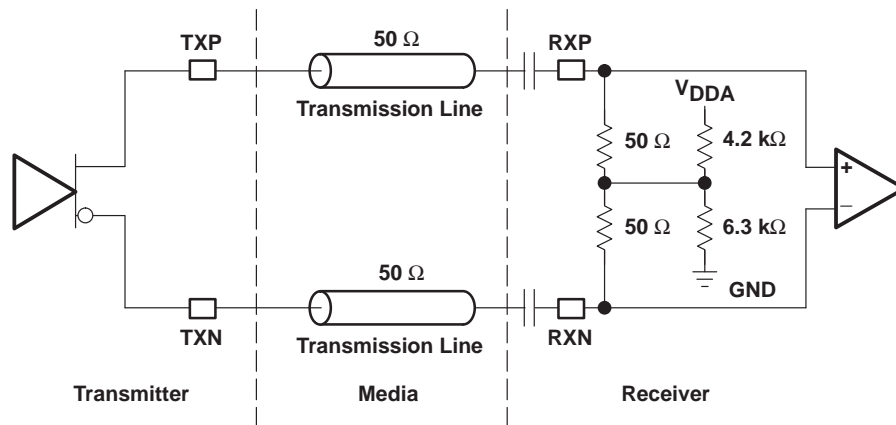 50 Ω
TXP
RXP
Transmission Line
VDDA
50 Ω
4.2 kΩ
+
−
50 Ω
6.3 kΩ
50 Ω
GND
TXN
RXN
Transmission Line
Transmitter
Media
Receiver